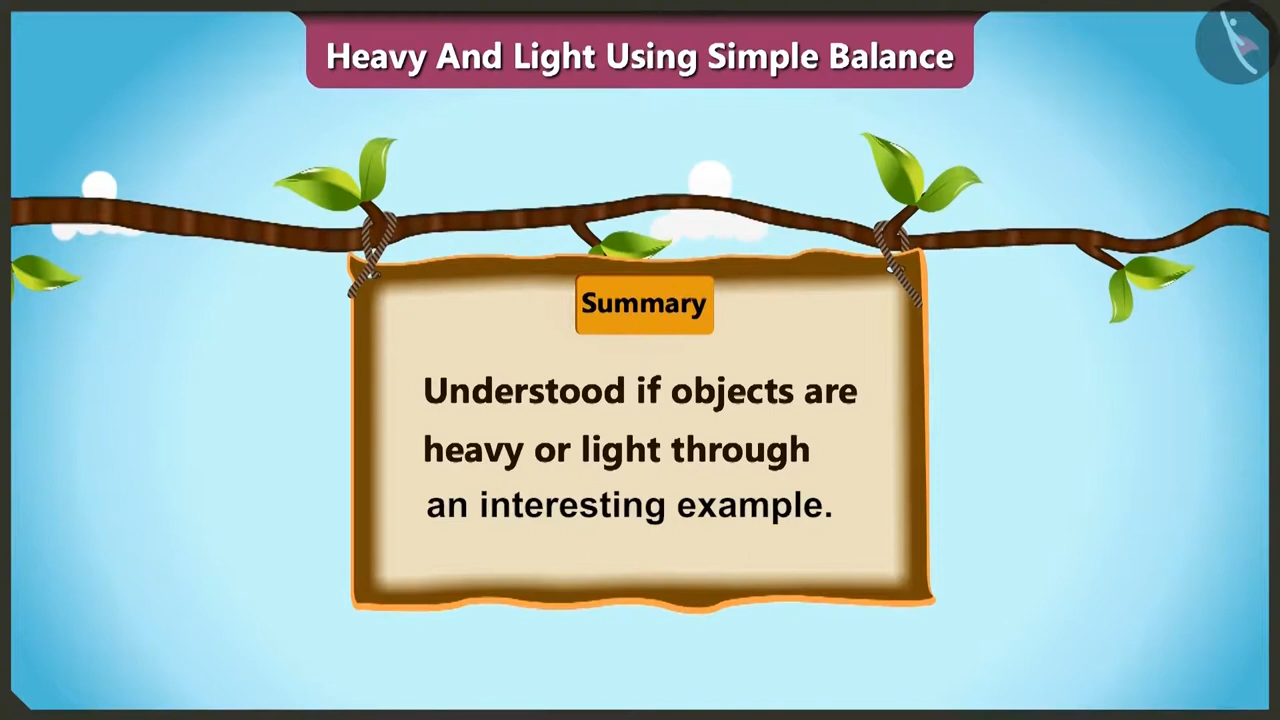 Heavy And Light Using Simple Balance
Summary
Understood if objects are
heavy or light through
an interesting example.